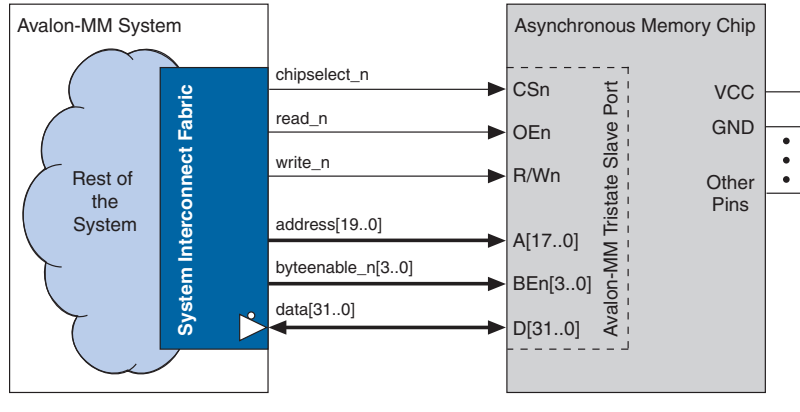 Avalon-MM System
Asynchronous Memory Chip
Rest of
the
System
System Interconnect Fabric
chipselect_n
read_n
write_n
address[19..0]
byteenable_n[3..0]
data[31..0]
CSn
OEn
R/Wn
A[17..0]
BEn[3..0]
D[31..0]
Avalon-MM Tristate Slave Port
VCC
GND
Other
Pins